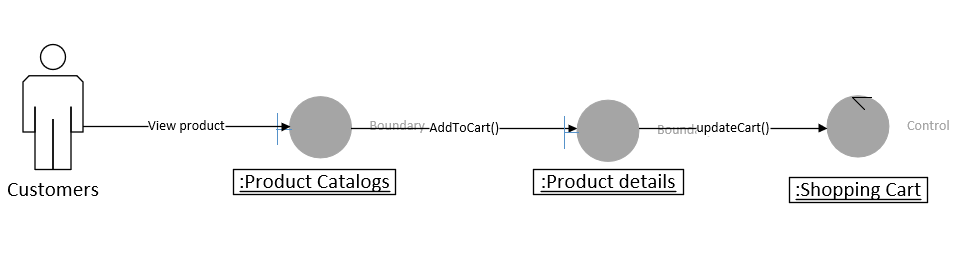 View product
Boundary
AddToCart()
Bound
updateCart()
Control
Customers
:Product Catalogs
:Product details
:Shopping Cart